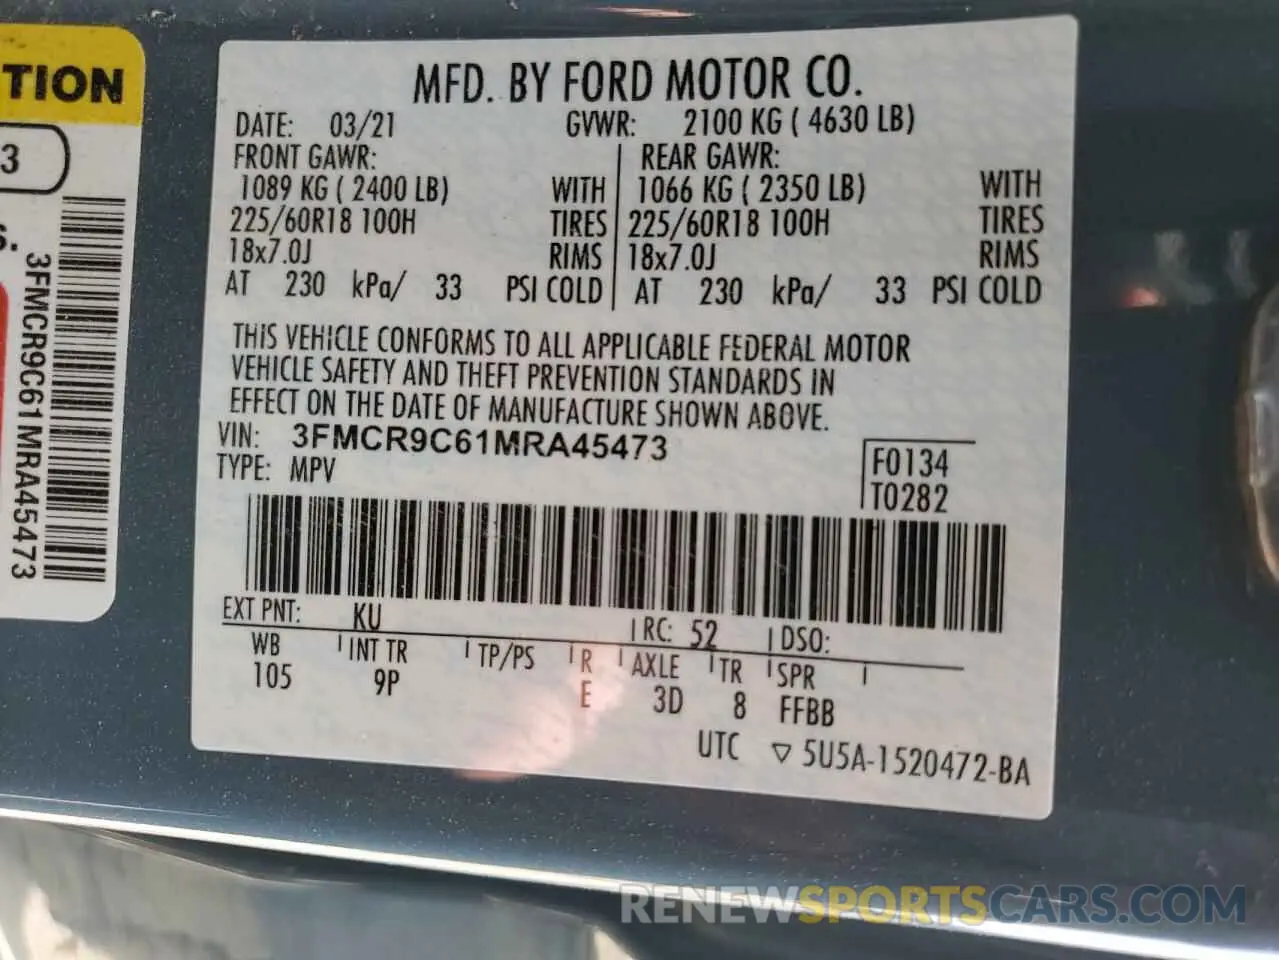 TION
3
S.
3FMCR9C61MRA45473
MFD. BY FORD MOTOR CO.
DATE: 03/21 GVWR: 2100 KG ( 4630 LB)
FRONT GAWR: REAR GAWR:
1089 KG ( 2400 LB) WITH 1066 KG ( 2350 LB) WITH
225/60R18 100H TIRES 225/60R18 100H TIRES
18x7.0J RIMS 18x7.0J RIMS
AT 230 kPa/ 33 PSI COLD AT 230 kPa/ 33 PSI COLD
THIS VEHICLE CONFORMS TO ALL APPLICABLE FEDERAL MOTOR
VEHICLE SAFETY AND THEFT PREVENTION STANDARDS IN
EFFECT ON THE DATE OF MANUFACTURE SHOWN ABOVE.
VIN: 3FMCR9C61MRA45473
TYPE: MPV
F0134
T0282
EXT PNT: KU RC: 52 DSO:
WB INT TR TP/PS R AXLE TR SPR
105 9P E 3D 8 FFBB
UTC ▽ 5U5A-1520472-BA
RENEWSPORTSCARS.COM